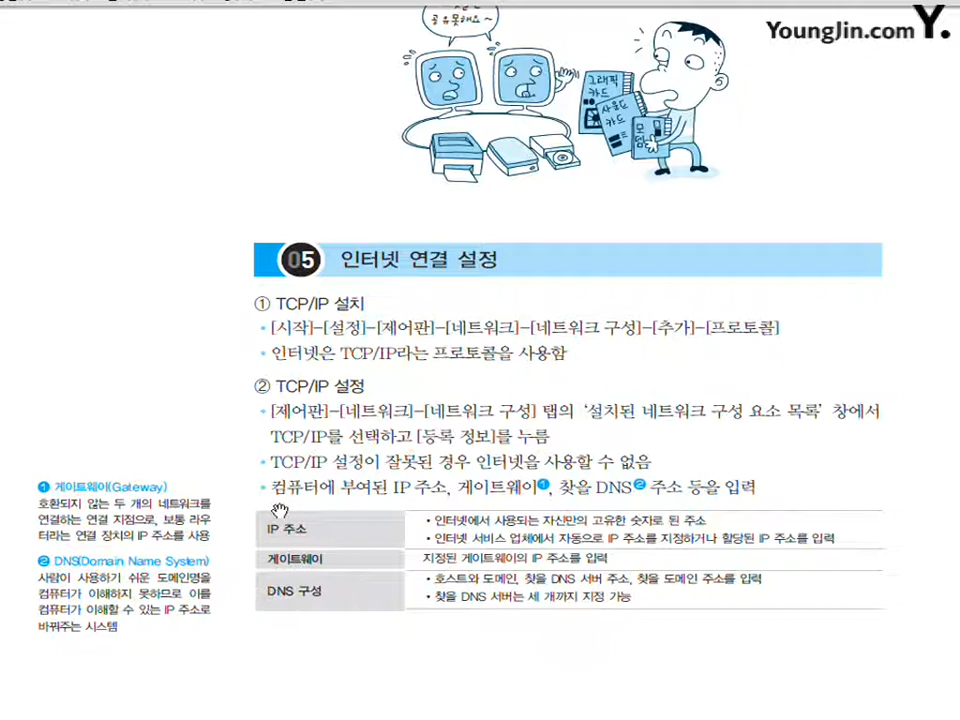 공유못해요~
YoungJin.com Y.
그래픽
카드
사운드
카드
모뎀
05 인터넷 연결 설정
① TCP/IP 설치
• [시작]-[설정]-[제어판]-[네트워크]-[네트워크 구성]-[추가]-[프로토콜]
• 인터넷은 TCP/IP라는 프로토콜을 사용함
② TCP/IP 설정
• [제어판]-[네트워크]-[네트워크 구성] 탭의 ‘설치된 네트워크 구성 요소 목록’ 창에서
TCP/IP를 선택하고 [등록 정보]를 누름
• TCP/IP 설정이 잘못된 경우 인터넷을 사용할 수 없음
• 컴퓨터에 부여된 IP 주소, 게이트웨이❶, 찾을 DNS❷ 주소 등을 입력
IP 주소
• 인터넷에서 사용되는 자신만의 고유한 숫자로 된 주소
• 인터넷 서비스 업체에서 자동으로 IP 주소를 지정하거나 할당된 IP 주소를 입력
게이트웨이
지정된 게이트웨이의 IP 주소를 입력
DNS 구성
• 호스트와 도메인, 찾을 DNS 서버 주소, 찾을 도메인 주소를 입력
• 찾을 DNS 서버는 세 개까지 지정 가능
❶ 게이트웨이(Gateway)
호환되지 않는 두 개의 네트워크를
연결하는 연결 지점으로, 보통 라우
터라는 연결 장치의 IP 주소를 사용
❷ DNS(Domain Name System)
사람이 사용하기 쉬운 도메인명을
컴퓨터가 이해하지 못하므로 이를
컴퓨터가 이해할 수 있는 IP 주소로
바꿔주는 시스템